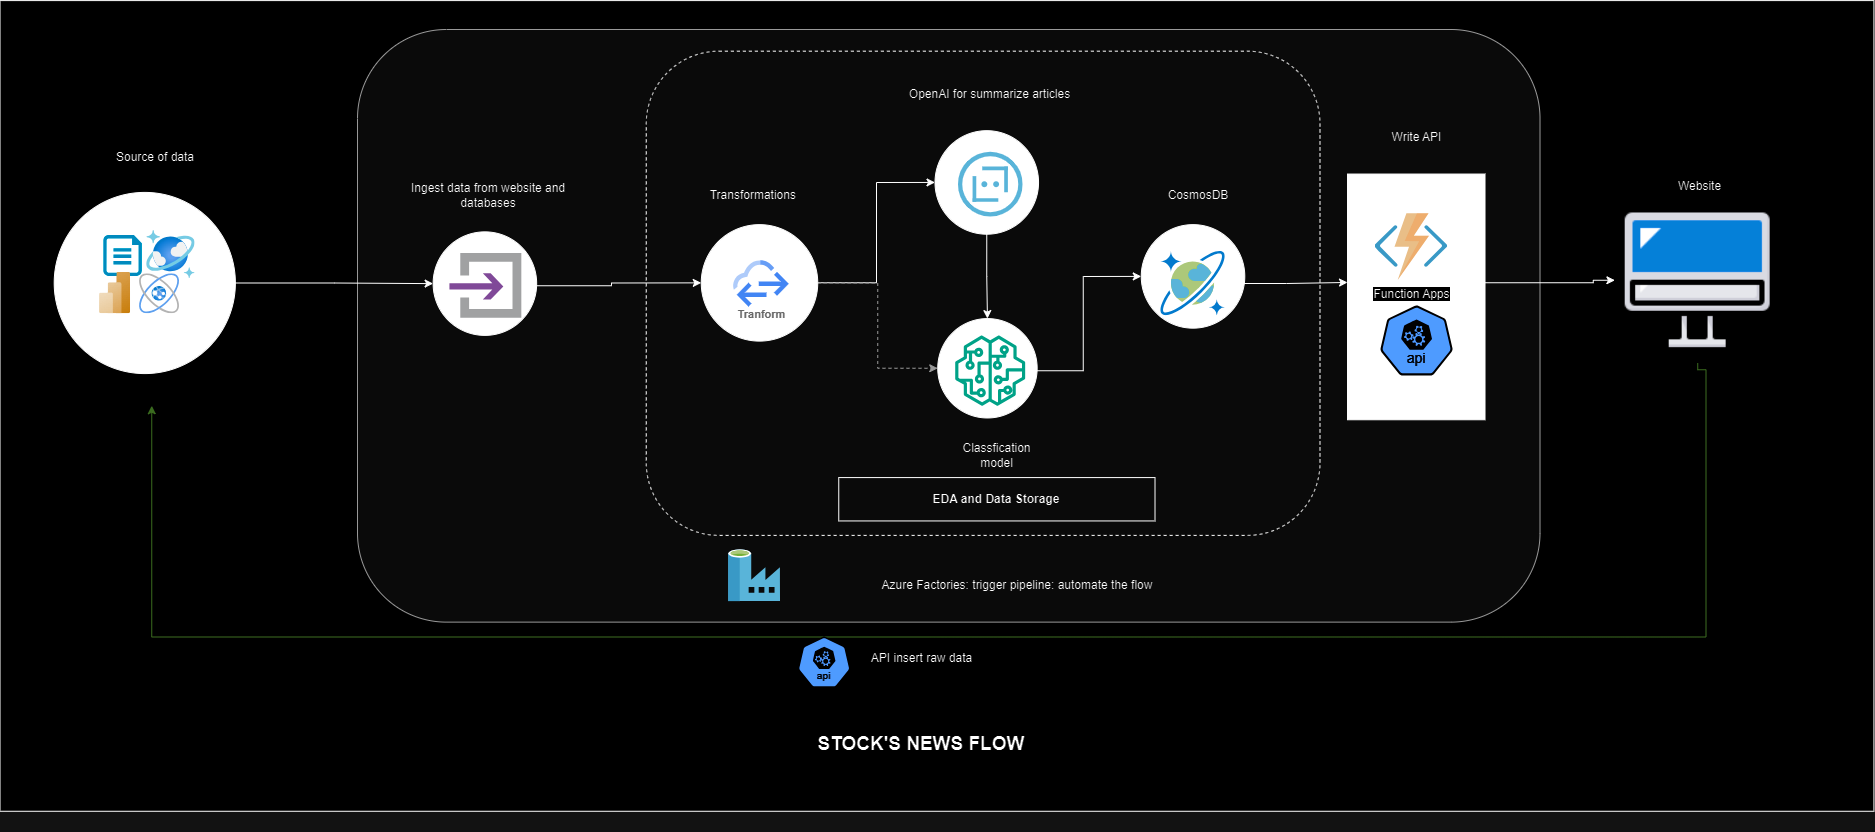 OpenAI for summarize articles
Write API
Source of data
Ingest data from website and
databases
Transformations
CosmosDB
Website
Tranform
Function Apps
api
Classfication
model
EDA and Data Storage
Azure Factories: trigger pipeline: automate the flow
API insert raw data
api
STOCK'S NEWS FLOW